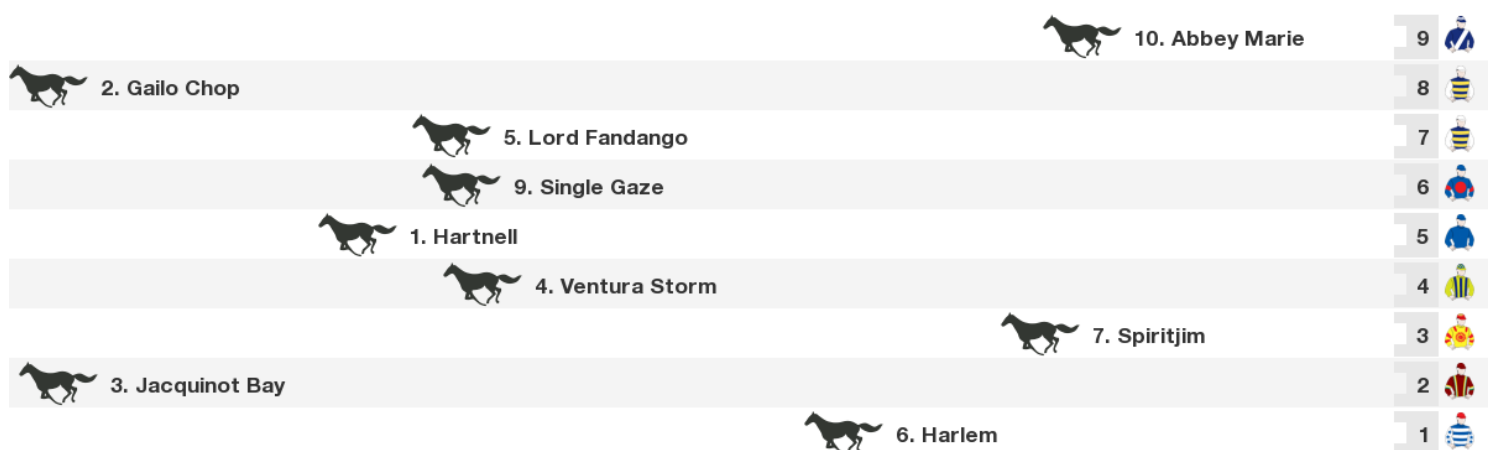 10. Abbey Marie 9
2. Gailo Chop 8
5. Lord Fandango 7
9. Single Gaze 6
1. Hartnell 5
4. Ventura Storm 4
7. Spiritjim 3
3. Jacquinot Bay 2
6. Harlem 1